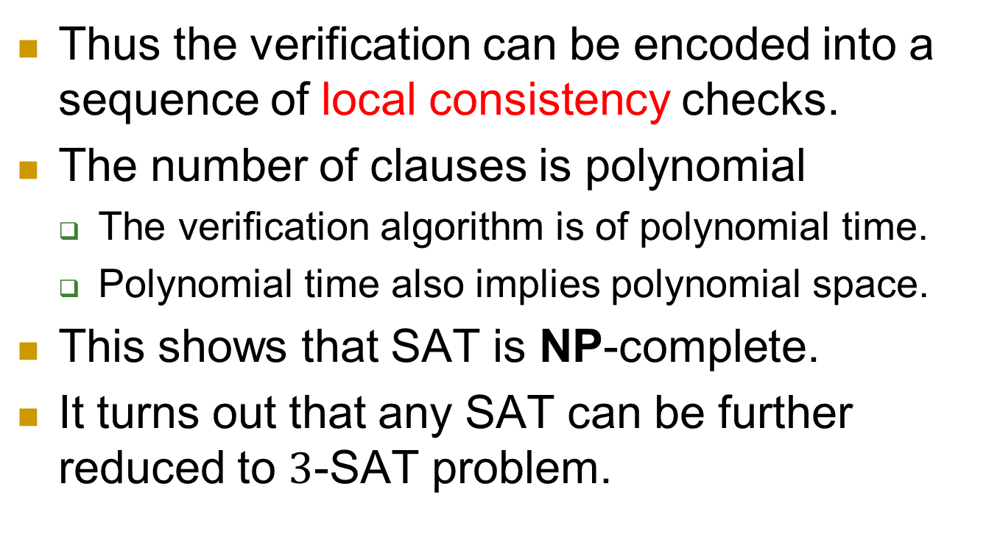 Thus the verification can be encoded into a
sequence of local consistency checks.
The number of clauses is polynomial
The verification algorithm is of polynomial time.
Polynomial time also implies polynomial space.
This shows that SAT is NP-complete.
It turns out that any SAT can be further
reduced to 3-SAT problem.